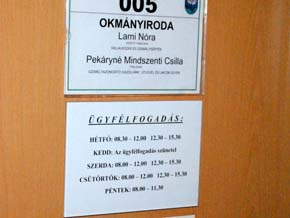 005
OKMÁNYIRODA
Lami Nóra
Pekáryné Mindszenti Csilla
ÜGYFÉLFOGADÁS:
HÉTFŐ: 08.30 – 12.00 12.30 – 15.30
KEDD: Az ügyfélfogadás szünetel
SZERDA: 08.00 – 12.00 12.30 – 15.30
CSÜTÖRTÖK: 08.00 – 12.00 12.30 – 15.30
PÉNTEK: 08.00 – 11.30